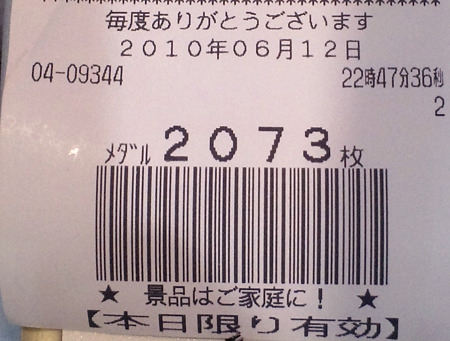 毎度ありがとうございます
2010年06月12日
04-09344 22時47分36秒
2
ﾒﾀﾞﾙ 2073枚
★ 景品はご家庭に! ★
【本日限り有効】